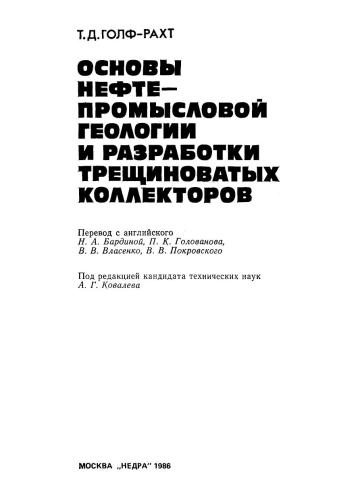 Т.Д.ГОЛФ-РАХТ
ОСНОВЫ
НЕФТЕ-
ПРОМЫСЛОВОЙ
ГЕОЛОГИИ
И РАЗРАБОТКИ
ТРЕЩИНОВАТЫХ
КОЛЛЕКТОРОВ
Перевод с английского
Н. А. Бардиной, П. К. Голованова,
В. В. Власенко, В. В. Покровского
Под редакцией кандидата технических наук
А. Г. Ковалева
МОСКВА „НЕДРА" 1986